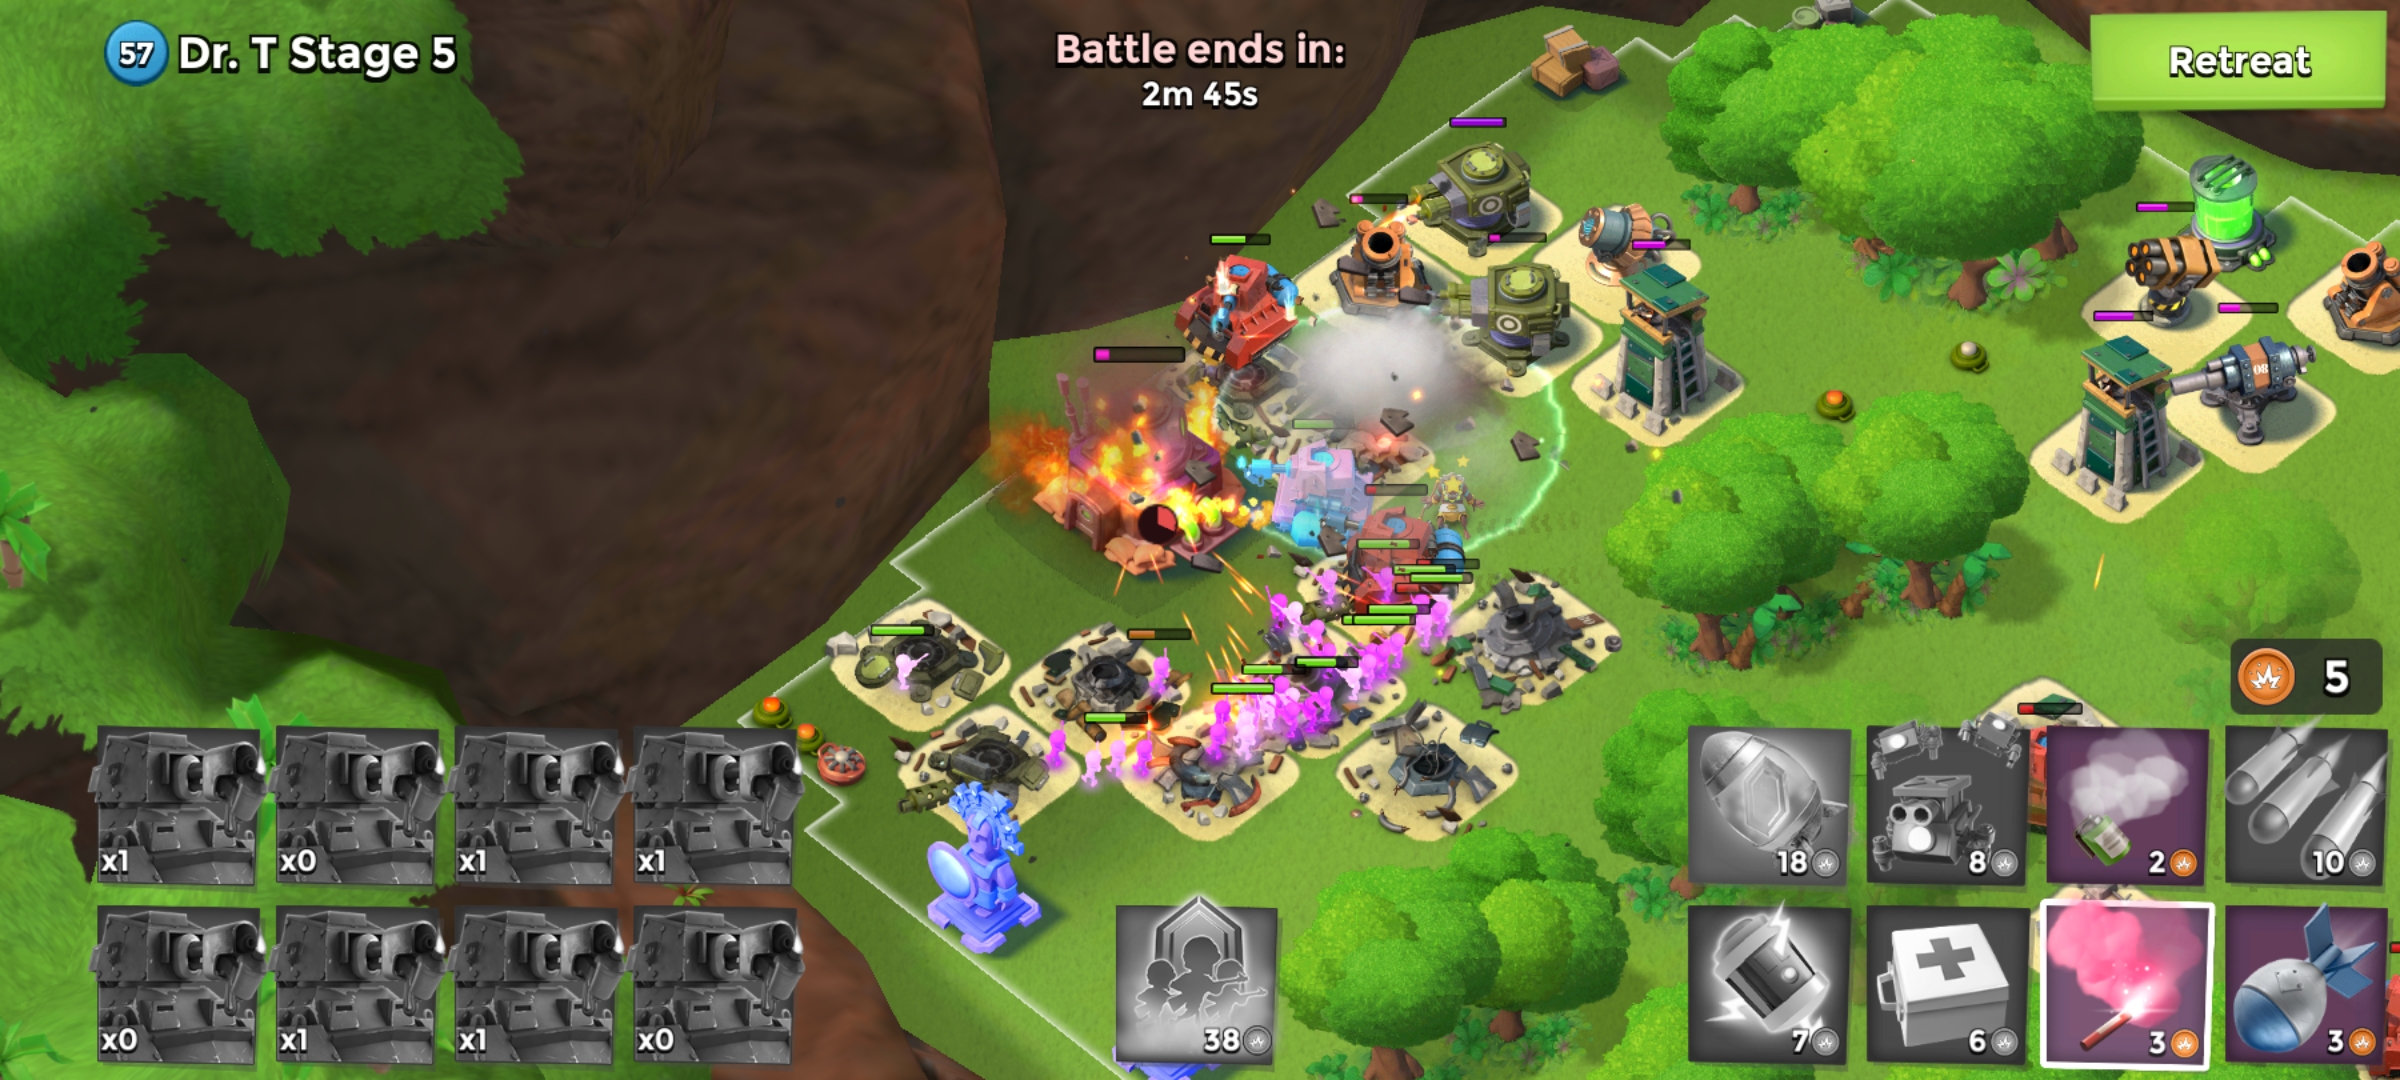 57 Dr. T Stage 5
Battle ends in:
2m 45s
Retreat
08
5
x1
x0
x1
x1
18
8
2
10
x0
x1
x1
x0
38
7
6
3
3